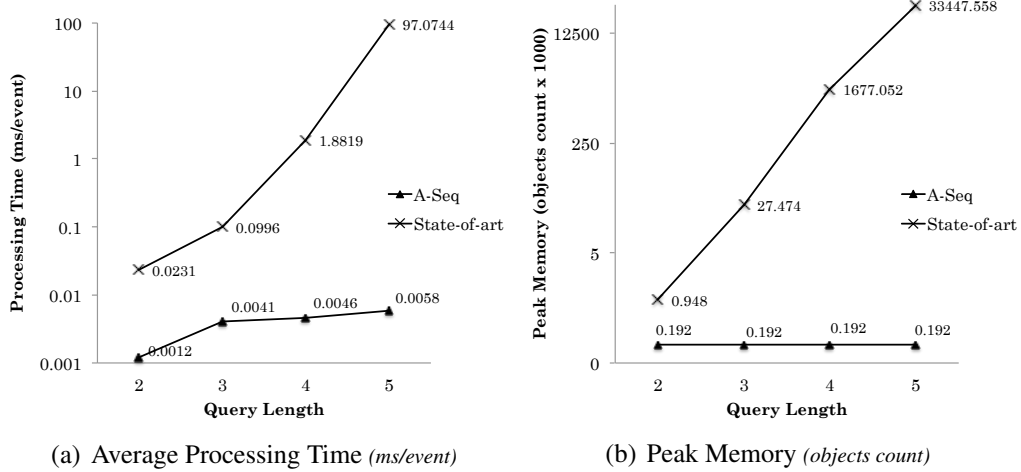 100
10
1
0.1
0.01
0.001
Processing Time (ms/event)
97.0744
1.8819
0.0996
0.0231
0.0041
0.0046
0.0058
0.0012
A-Seq
State-of-art
2 3 4 5
Query Length
(a) Average Processing Time (ms/event)
12500
250
5
0
Peak Memory (objects count x 1000)
33447.558
1677.052
27.474
0.948
0.192 0.192 0.192 0.192
A-Seq
State-of-art
2 3 4 5
Query Length
(b) Peak Memory (objects count)